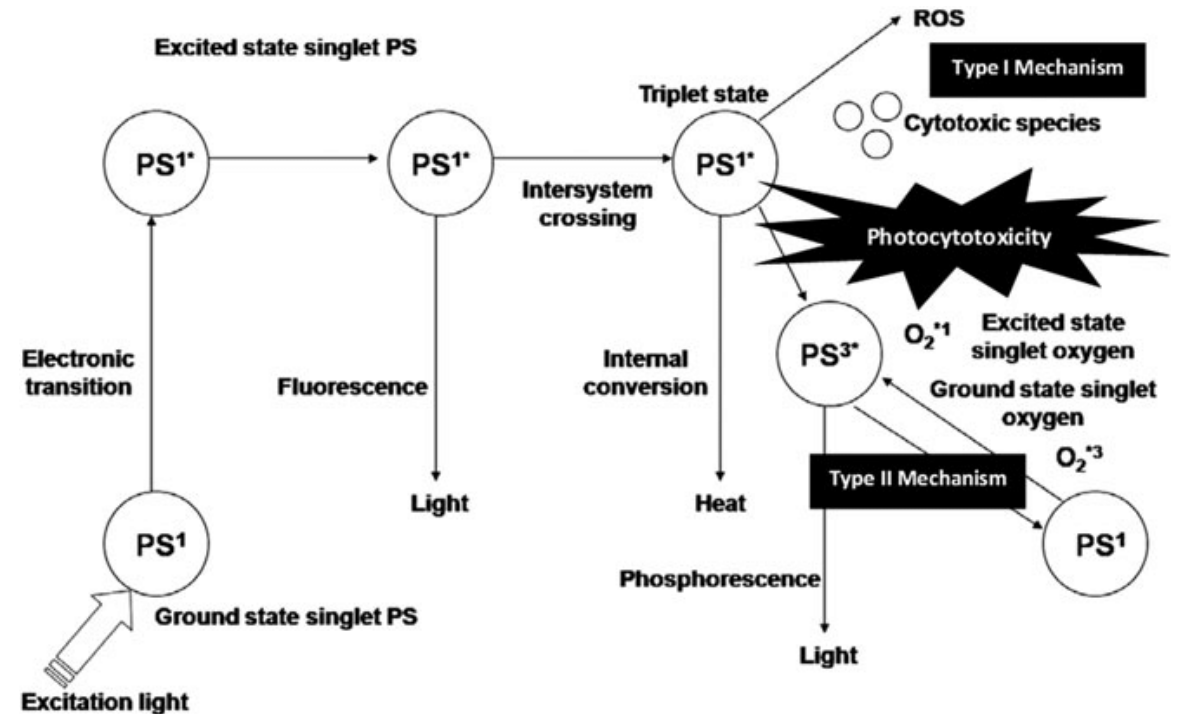 Excited state singlet PS
ROS
Type I Mechanism
Triplet state
Cytotoxic species
PS¹*
PS¹*
PS¹*
Intersystem
crossing
Photocytotoxicity
Electronic
transition
Fluorescence
Internal
conversion
PS³*
O₂*¹
Excited state
singlet oxygen
Ground state singlet
oxygen
O₂*³
Light
Heat
Type II Mechanism
PS¹
PS¹
Phosphorescence
Ground state singlet PS
Light
Excitation light